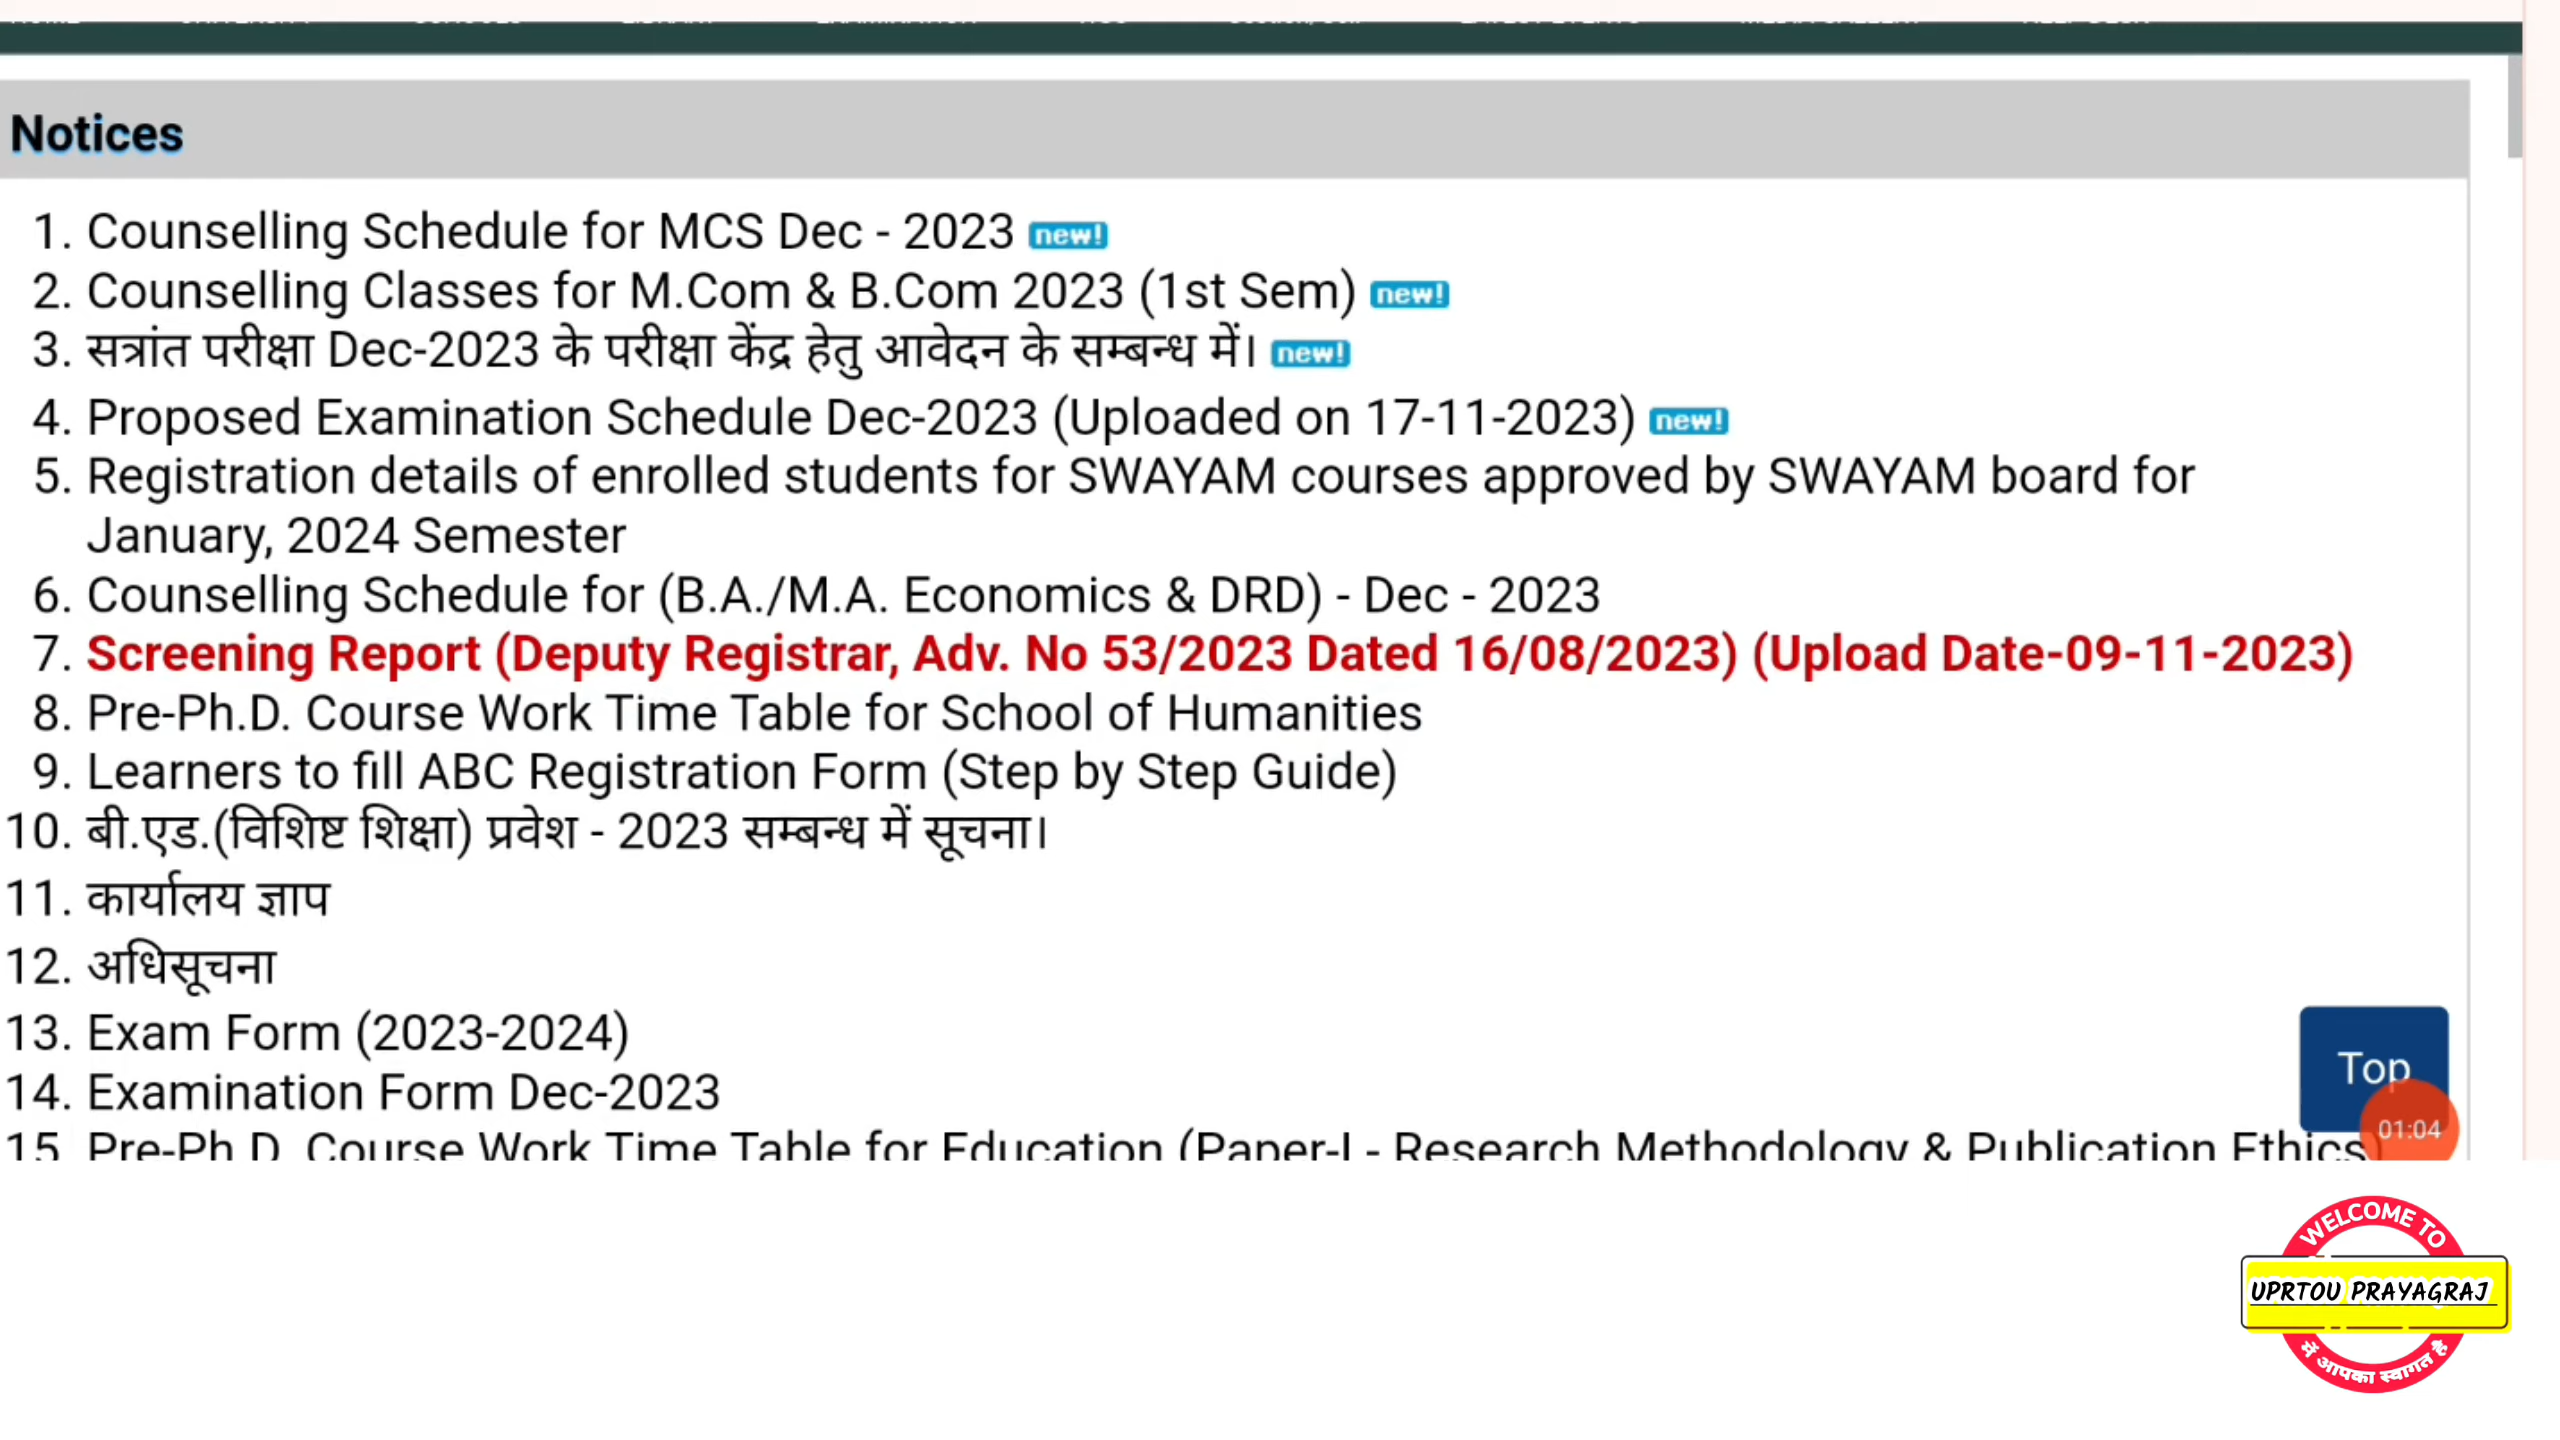 Notices
1. Counselling Schedule for MCS Dec - 2023 new!
2. Counselling Classes for M.Com & B.Com 2023 (1st Sem) new!
3. सत्रांत परीक्षा Dec-2023 के परीक्षा केंद्र हेतु आवेदन के सम्बन्ध में। new!
4. Proposed Examination Schedule Dec-2023 (Uploaded on 17-11-2023) new!
5. Registration details of enrolled students for SWAYAM courses approved by SWAYAM board for
January, 2024 Semester
6. Counselling Schedule for (B.A./M.A. Economics & DRD) - Dec - 2023
7. Screening Report (Deputy Registrar, Adv. No 53/2023 Dated 16/08/2023) (Upload Date-09-11-2023)
8. Pre-Ph.D. Course Work Time Table for School of Humanities
9. Learners to fill ABC Registration Form (Step by Step Guide)
10. बी.एड.(विशिष्ट शिक्षा) प्रवेश - 2023 सम्बन्ध में सूचना।
11. कार्यालय ज्ञाप
12. अधिसूचना
13. Exam Form (2023-2024)
14. Examination Form Dec-2023
Top
01:04
15. Pre-Ph.D. Course Work Time Table for Education (Paper-I - Research Methodology & Publication Ethics)
WELCOME TO
UPRTOU PRAYAGRAJ
में आपका स्वागत है